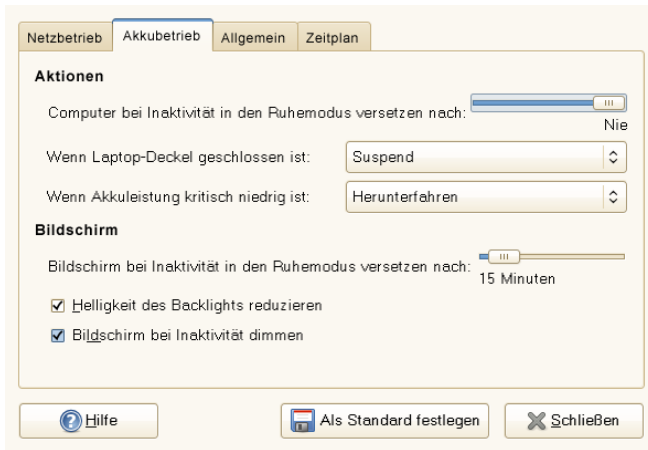 Netzbetrieb Akkubetrieb Allgemein Zeitplan
Aktionen
Computer bei Inaktivität in den Ruhemodus versetzen nach:
Nie
Wenn Laptop-Deckel geschlossen ist: Suspend
Wenn Akkuleistung kritisch niedrig ist: Herunterfahren
Bildschirm
Bildschirm bei Inaktivität in den Ruhemodus versetzen nach:
15 Minuten
Helligkeit des Backlights reduzieren
Bildschirm bei Inaktivität dimmen
Hilfe Als Standard festlegen Schließen